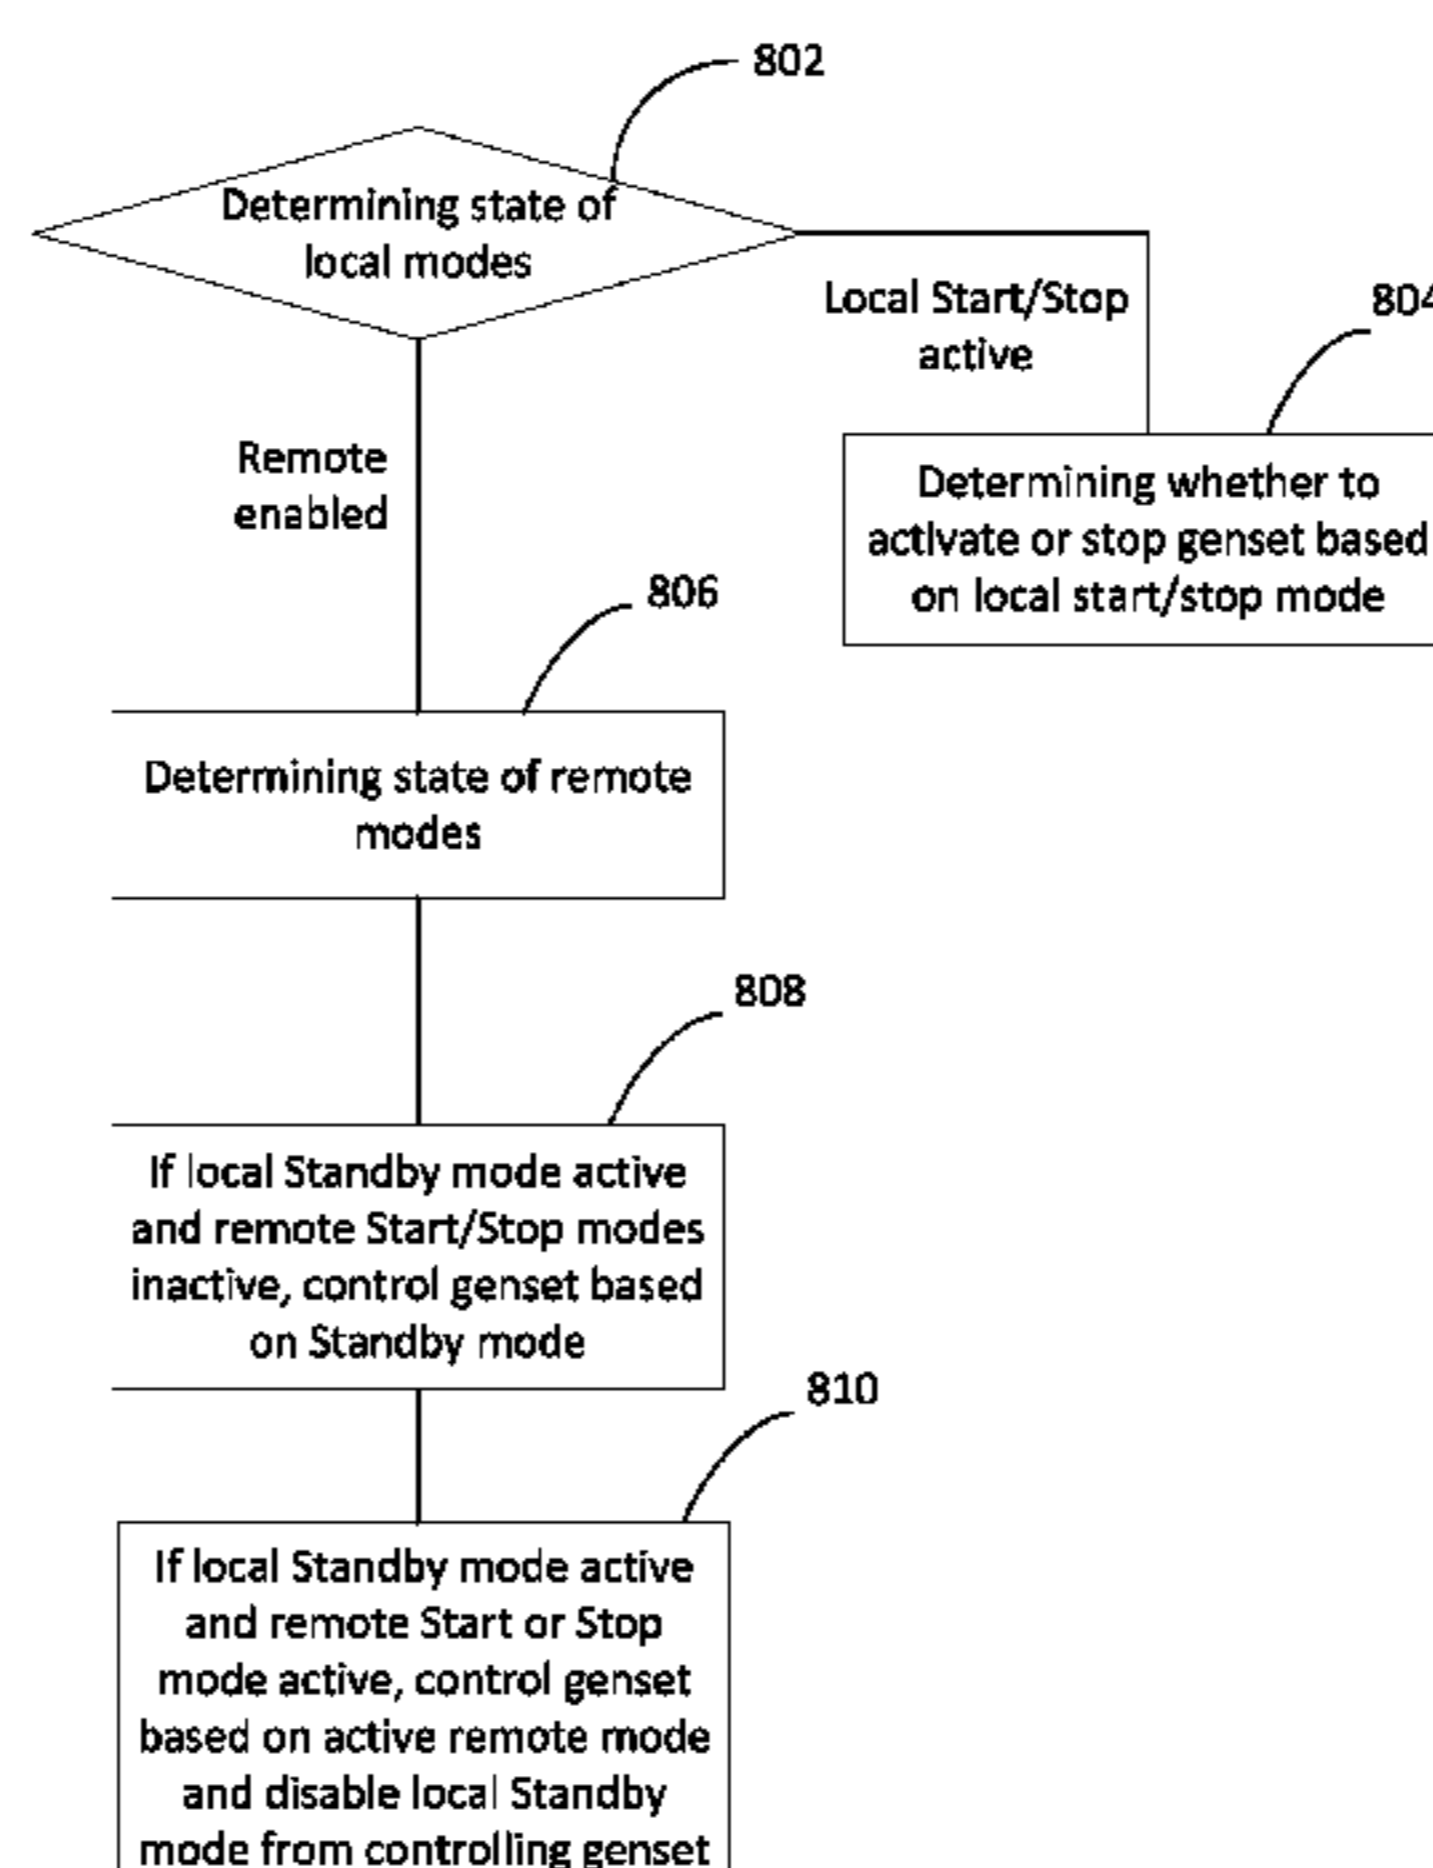 802
Determining state of
local modes
Local Start/Stop
active
804
Determining whether to
activate or stop genset based
on local start/stop mode
Remote
enabled
806
Determining state of remote
modes
808
If local Standby mode active
and remote Start/Stop modes
inactive, control genset based
on Standby mode
810
If local Standby mode active
and remote Start or Stop
mode active, control genset
based on active remote mode
and disable local Standby
mode from controlling genset